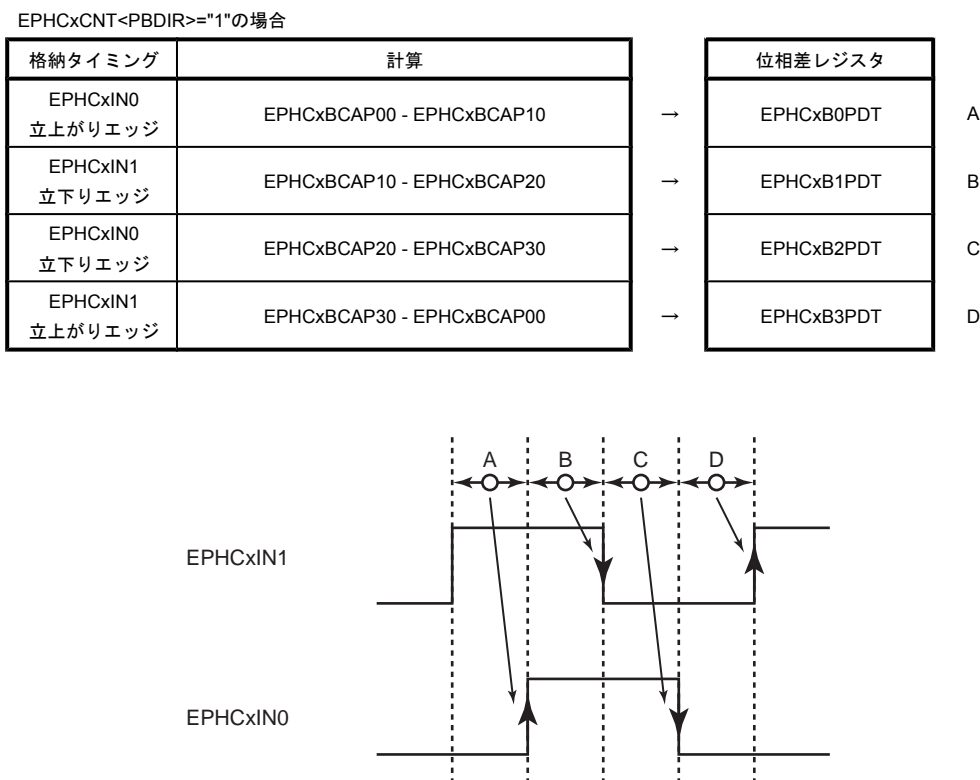 EPHCxCNT<PBDIR>="1"の場合
格納タイミング 計算 位相差レジスタ
EPHCxIN0
立上がりエッジ
EPHCxBCAP00 - EPHCxBCAP10 → EPHCxB0PDT A
EPHCxIN1
立下りエッジ
EPHCxBCAP10 - EPHCxBCAP20 → EPHCxB1PDT B
EPHCxIN0
立下りエッジ
EPHCxBCAP20 - EPHCxBCAP30 → EPHCxB2PDT C
EPHCxIN1
立上がりエッジ
EPHCxBCAP30 - EPHCxBCAP00 → EPHCxB3PDT D
A B C D
EPHCxIN1
EPHCxIN0